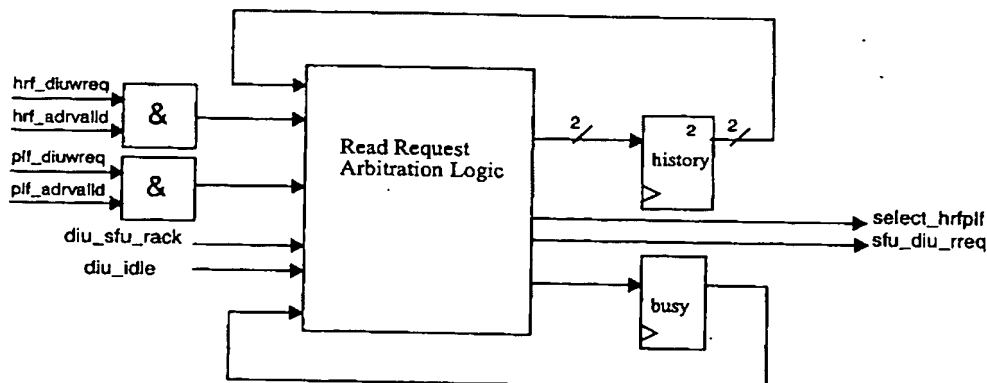 hrf_diuwreq
hrf_adrvalid
&
plf_diuwreq
plf_adrvalid
&
diu_sfu_rack
diu_idle
Read Request
Arbitration Logic
2
2
2
history
select_hrfplf
sfu_diu_rreq
busy